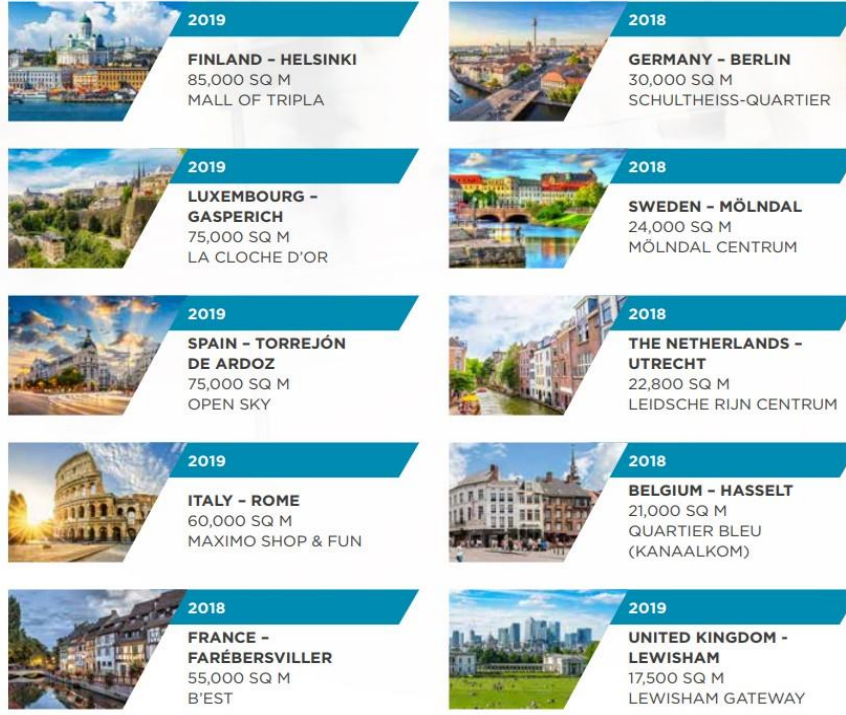 2019
FINLAND – HELSINKI
85,000 SQ M
MALL OF TRIPLA
2019
LUXEMBOURG –
GASPERICH
75,000 SQ M
LA CLOCHE D'OR
2019
SPAIN – TORREJÓN
DE ARDOZ
75,000 SQ M
OPEN SKY
2019
ITALY – ROME
60,000 SQ M
MAXIMO SHOP & FUN
2018
FRANCE –
FARÉBERSVILLER
55,000 SQ M
B'EST
2018
GERMANY – BERLIN
30,000 SQ M
SCHULTHEISS-QUARTIER
2018
SWEDEN – MÖLNDAL
24,000 SQ M
MÖLNDAL CENTRUM
2018
THE NETHERLANDS –
UTRECHT
22,800 SQ M
LEIDSCHE RIJN CENTRUM
2018
BELGIUM – HASSELT
21,000 SQ M
QUARTIER BLEU
(KANAALKOM)
2019
UNITED KINGDOM -
LEWISHAM
17,500 SQ M
LEWISHAM GATEWAY